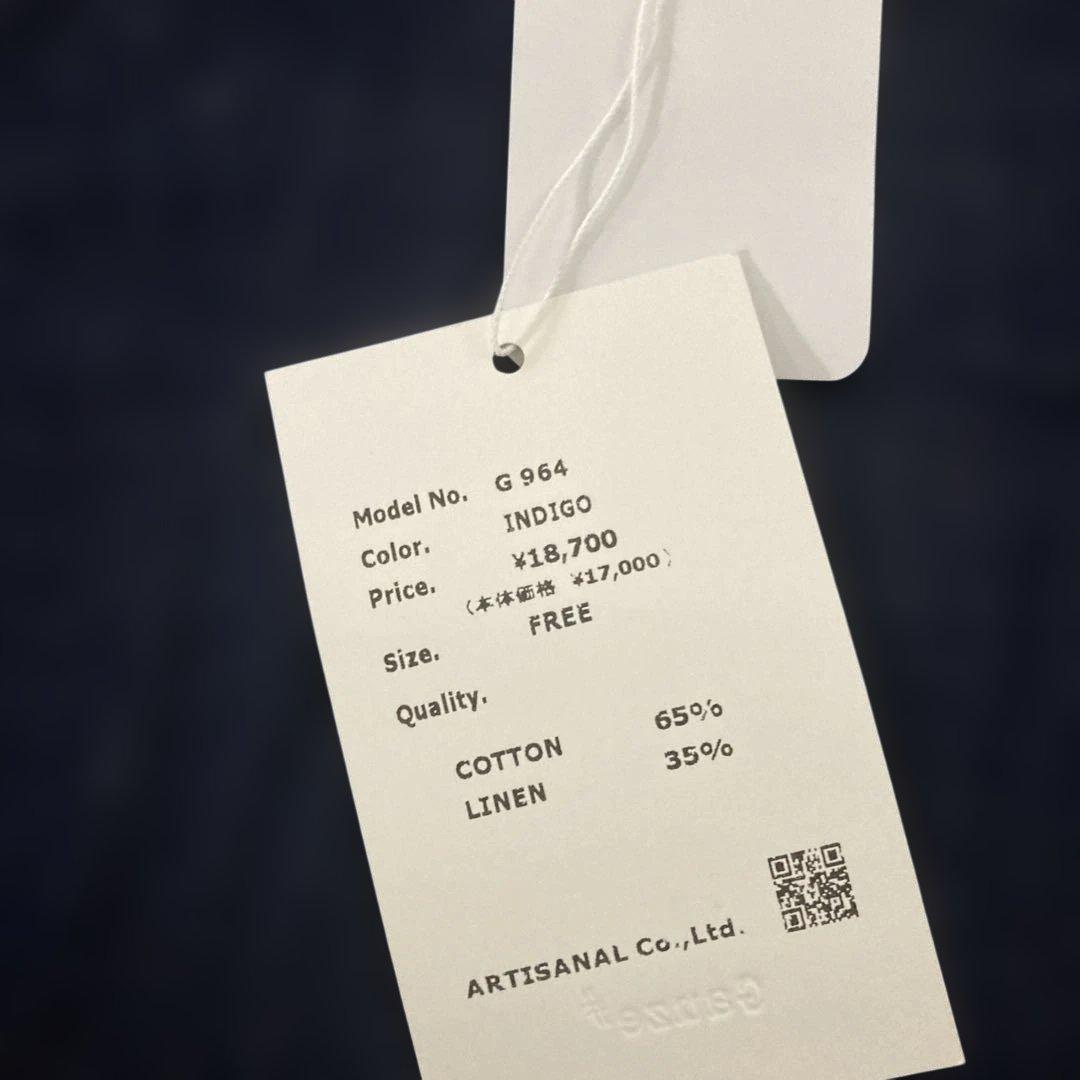 Model No. G 964
Color. INDIGO
Price. ¥18,700
(本体価格 ¥17,000)
Size. FREE
Quality.
COTTON 65%
LINEN 35%
ARTISANAL Co.,Ltd.